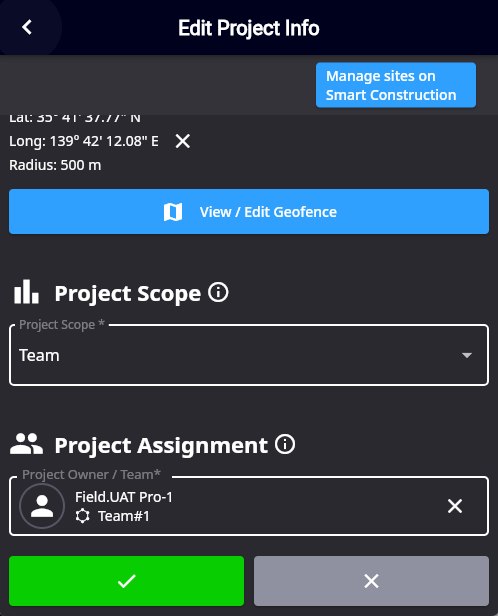 Edit Project Info
Manage sites on
Smart Construction
Lat: 35° 41' 37.77" N
Long: 139° 42' 12.08" E
Radius: 500 m
View / Edit Geofence
Project Scope
Project Scope *
Team
Project Assignment
Project Owner / Team*
Field.UAT Pro-1
Team#1